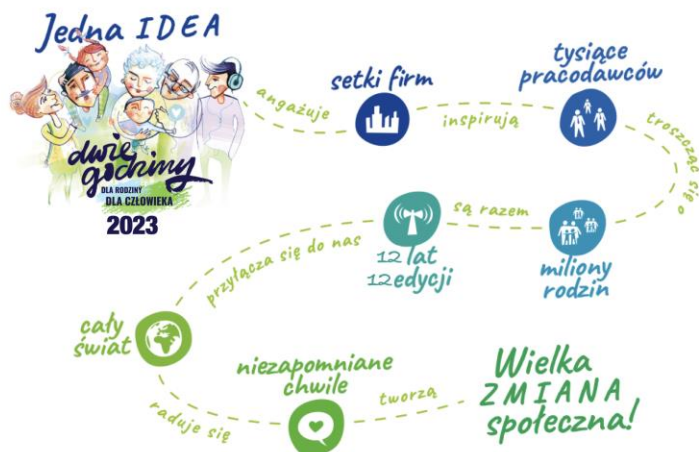 Jedna IDEA
dwie
godziny
DLA RODZINY
DLA CZŁOWIEKA
2023
angażuje
setki firm
inspirują
tysiące
pracodawców
troszcząc się o
miliony
rodzin
są razem
12 lat
12 edycji
przyłącza się do nas
cały
świat
raduje się
niezapomniane
chwile
tworzą
Wielka
ZMIANA
społeczna!